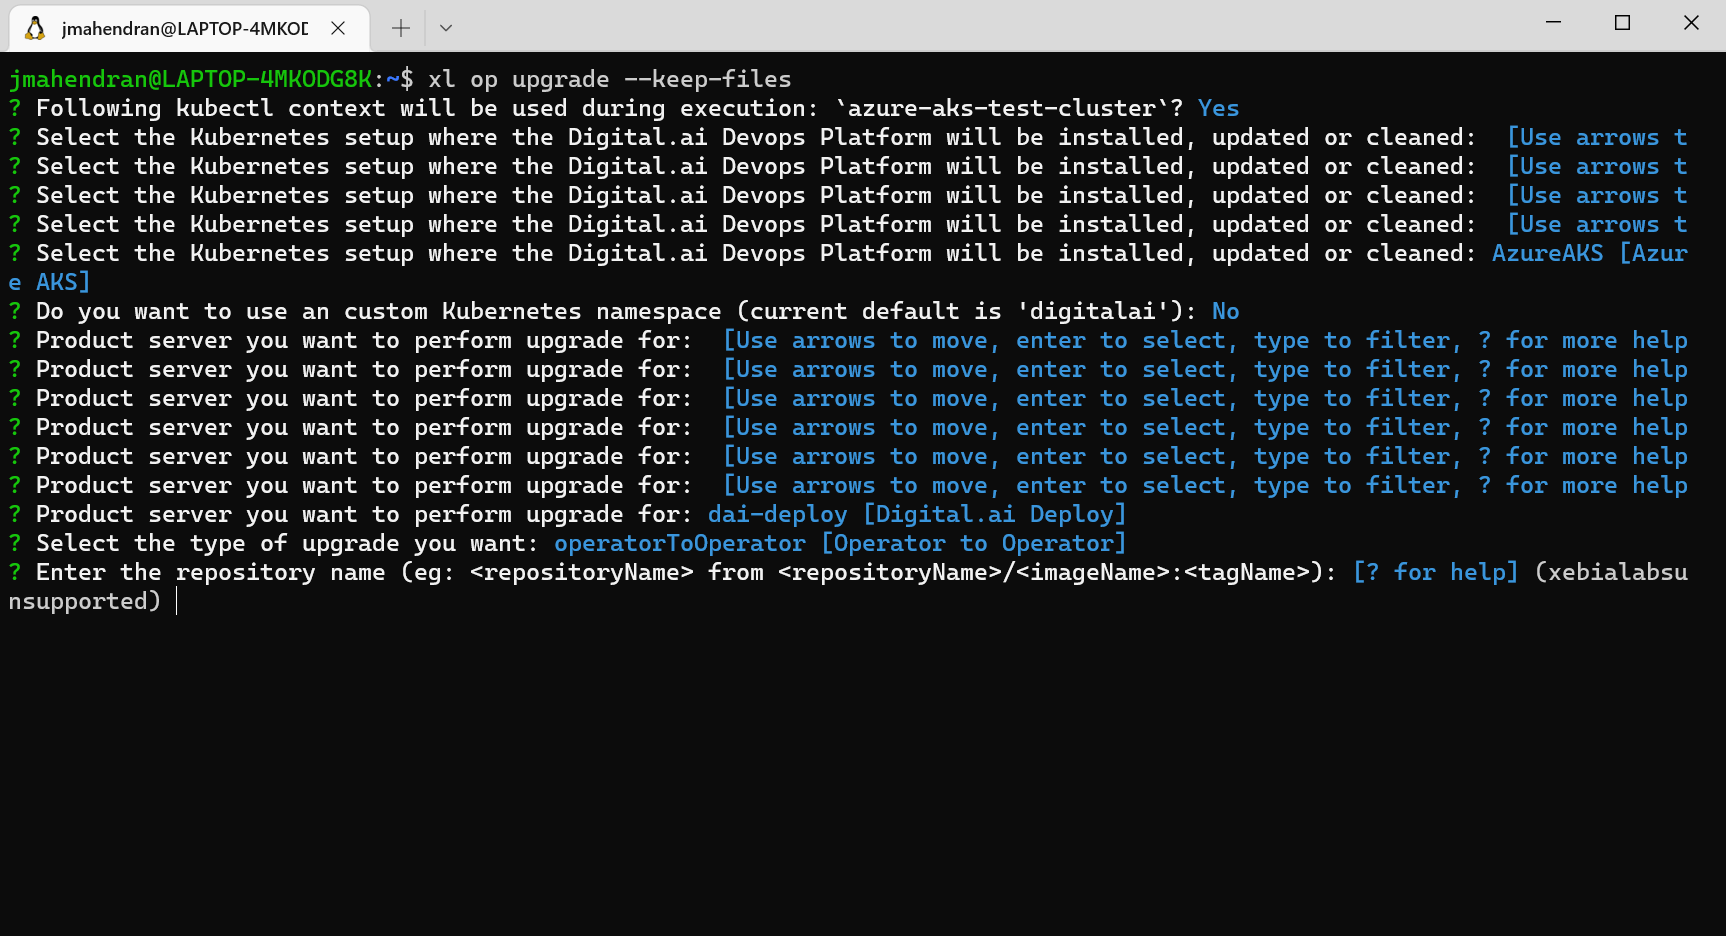 jmahendran@LAPTOP-4MKOD
jmahendran@LAPTOP-4MKODG8K:~$ xl op upgrade --keep-files
? Following kubectl context will be used during execution: `azure-aks-test-cluster`? Yes
? Select the Kubernetes setup where the Digital.ai Devops Platform will be installed, updated or cleaned:  [Use arrows t
? Select the Kubernetes setup where the Digital.ai Devops Platform will be installed, updated or cleaned:  [Use arrows t
? Select the Kubernetes setup where the Digital.ai Devops Platform will be installed, updated or cleaned:  [Use arrows t
? Select the Kubernetes setup where the Digital.ai Devops Platform will be installed, updated or cleaned:  [Use arrows t
? Select the Kubernetes setup where the Digital.ai Devops Platform will be installed, updated or cleaned: AzureAKS [Azur
e AKS]
? Do you want to use an custom Kubernetes namespace (current default is 'digitalai'): No
? Product server you want to perform upgrade for:  [Use arrows to move, enter to select, type to filter, ? for more help
? Product server you want to perform upgrade for:  [Use arrows to move, enter to select, type to filter, ? for more help
? Product server you want to perform upgrade for:  [Use arrows to move, enter to select, type to filter, ? for more help
? Product server you want to perform upgrade for:  [Use arrows to move, enter to select, type to filter, ? for more help
? Product server you want to perform upgrade for:  [Use arrows to move, enter to select, type to filter, ? for more help
? Product server you want to perform upgrade for:  [Use arrows to move, enter to select, type to filter, ? for more help
? Product server you want to perform upgrade for: dai-deploy [Digital.ai Deploy]
? Select the type of upgrade you want: operatorToOperator [Operator to Operator]
? Enter the repository name (eg: <repositoryName> from <repositoryName>/<imageName>:<tagName>): [? for help] (xebialabsu
nsupported)